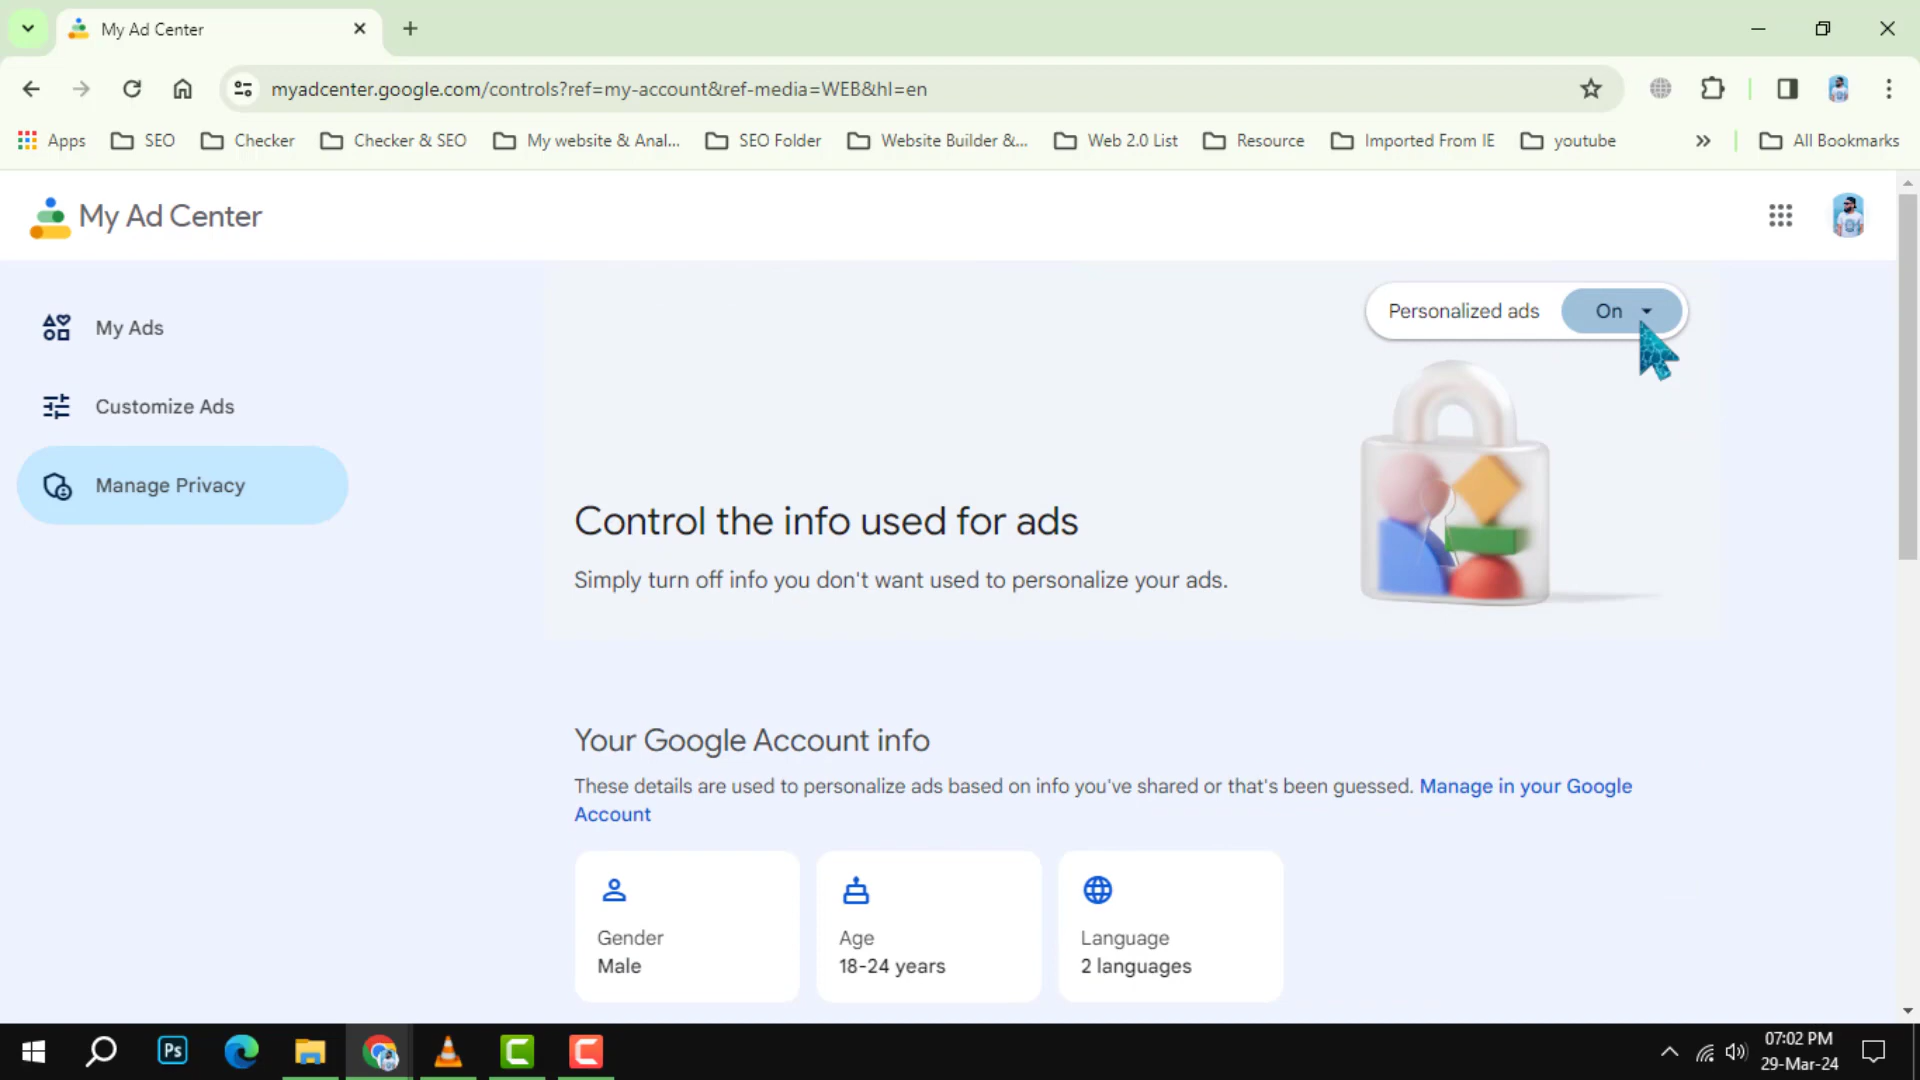 My Ad Center
myadcenter.google.com/controls?ref=my-account&ref-media=WEB&hl=en
Apps SEO Checker Checker & SEO My website & Anal... SEO Folder Website Builder &... Web 2.0 List Resource Imported From IE youtube » All Bookmarks
My Ad Center
Personalized ads On
My Ads
Customize Ads
Manage Privacy
Control the info used for ads
Simply turn off info you don't want used to personalize your ads.
Your Google Account info
These details are used to personalize ads based on info you've shared or that's been guessed. Manage in your Google
Account
Gender
Male
Age
18-24 years
Language
2 languages
Ps
07:02 PM
29-Mar-24